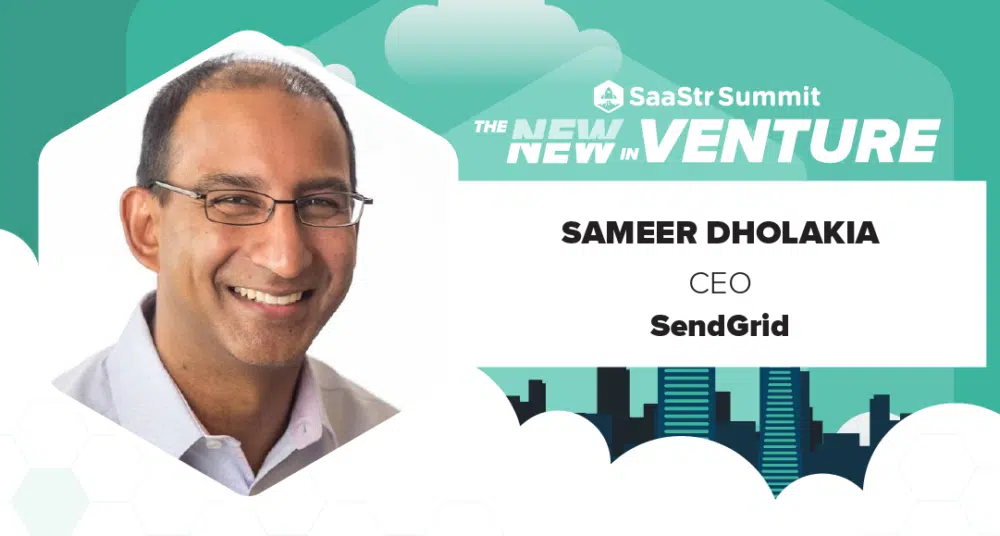 SaaStr Summit
THE NEW IN VENTURE
SAMEER DHOLAKIA
CEO
SendGrid